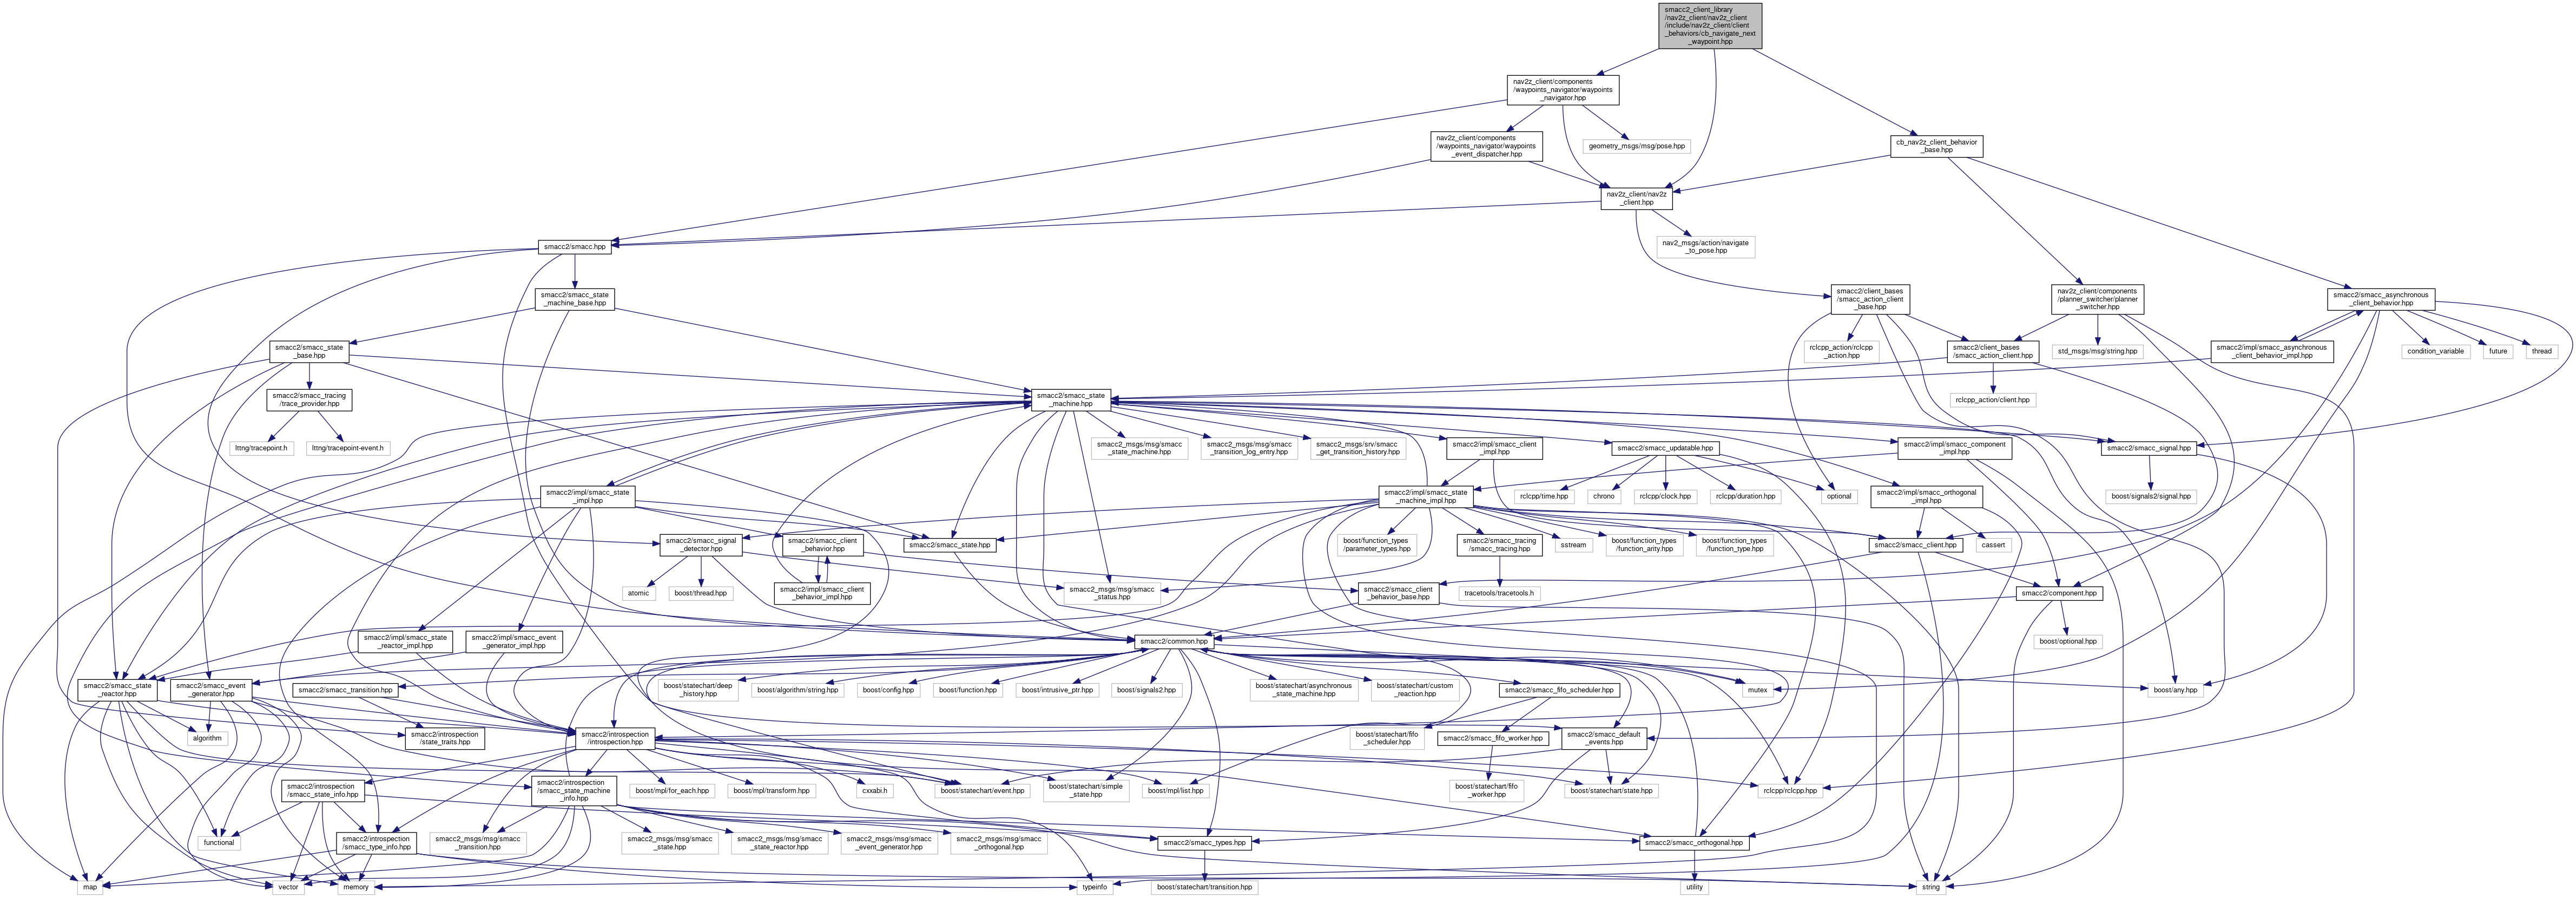 smacc2_client_library
/nav2z_client/nav2z_client
/include/nav2z_client/client
_behaviors/cb_navigate_next
_waypoint.hpp
nav2z_client/components
/waypoints_navigator/waypoints
_navigator.hpp
nav2z_client/components
/waypoints_navigator/waypoints
_event_dispatcher.hpp
geometry_msgs/msg/pose.hpp
cb_nav2z_client_behavior
_base.hpp
nav2z_client/nav2z
_client.hpp
smacc2/smacc.hpp
nav2_msgs/action/navigate
_to_pose.hpp
smacc2/smacc_state
_machine_base.hpp
smacc2/client_bases
/smacc_action_client
_base.hpp
nav2z_client/components
/planner_switcher/planner
_switcher.hpp
smacc2/smacc_asynchronous
_client_behavior.hpp
smacc2/smacc_state
_base.hpp
rclcpp_action/rclcpp
_action.hpp
smacc2/client_bases
/smacc_action_client.hpp
std_msgs/msg/string.hpp
smacc2/impl/smacc_asynchronous
_client_behavior_impl.hpp
condition_variable
future
thread
smacc2/smacc_tracing
/trace_provider.hpp
smacc2/smacc_state
_machine.hpp
rclcpp_action/client.hpp
lttng/tracepoint.h
lttng/tracepoint-event.h
smacc2_msgs/msg/smacc
_state_machine.hpp
smacc2_msgs/msg/smacc
_transition_log_entry.hpp
smacc2_msgs/srv/smacc
_get_transition_history.hpp
smacc2/impl/smacc_client
_impl.hpp
smacc2/smacc_updatable.hpp
smacc2/impl/smacc_component
_impl.hpp
smacc2/smacc_signal.hpp
smacc2/impl/smacc_state
_impl.hpp
smacc2/impl/smacc_state
_machine_impl.hpp
rclcpp/time.hpp
chrono
rclcpp/clock.hpp
rclcpp/duration.hpp
optional
smacc2/impl/smacc_orthogonal
_impl.hpp
boost/signals2/signal.hpp
smacc2/smacc_signal
_detector.hpp
smacc2/smacc_client
_behavior.hpp
smacc2/smacc_state.hpp
boost/function_types
/parameter_types.hpp
smacc2/smacc_tracing
/smacc_tracing.hpp
sstream
boost/function_types
/function_arity.hpp
boost/function_types
/function_type.hpp
smacc2/smacc_client.hpp
cassert
atomic
boost/thread.hpp
smacc2/impl/smacc_client
_behavior_impl.hpp
smacc2_msgs/msg/smacc
_status.hpp
smacc2/smacc_client
_behavior_base.hpp
tracetools/tracetools.h
smacc2/component.hpp
smacc2/impl/smacc_state
_reactor_impl.hpp
smacc2/impl/smacc_event
_generator_impl.hpp
smacc2/common.hpp
boost/optional.hpp
smacc2/smacc_state
_reactor.hpp
smacc2/smacc_event
_generator.hpp
smacc2/smacc_transition.hpp
boost/statechart/deep
_history.hpp
boost/algorithm/string.hpp
boost/config.hpp
boost/function.hpp
boost/intrusive_ptr.hpp
boost/signals2.hpp
boost/statechart/asynchronous
_state_machine.hpp
boost/statechart/custom
_reaction.hpp
smacc2/smacc_fifo_scheduler.hpp
mutex
boost/any.hpp
algorithm
smacc2/introspection
/state_traits.hpp
smacc2/introspection
/introspection.hpp
boost/statechart/fifo
_scheduler.hpp
smacc2/smacc_fifo_worker.hpp
smacc2/smacc_default
_events.hpp
smacc2/introspection
/smacc_state_info.hpp
smacc2/introspection
/smacc_state_machine
_info.hpp
boost/mpl/for_each.hpp
boost/mpl/transform.hpp
cxxabi.h
boost/statechart/event.hpp
boost/statechart/simple
_state.hpp
boost/mpl/list.hpp
boost/statechart/fifo
_worker.hpp
boost/statechart/state.hpp
rclcpp/rclcpp.hpp
functional
smacc2/introspection
/smacc_type_info.hpp
smacc2_msgs/msg/smacc
_transition.hpp
smacc2_msgs/msg/smacc
_state.hpp
smacc2_msgs/msg/smacc
_state_reactor.hpp
smacc2_msgs/msg/smacc
_event_generator.hpp
smacc2_msgs/msg/smacc
_orthogonal.hpp
smacc2/smacc_types.hpp
smacc2/smacc_orthogonal.hpp
map
vector
memory
typeinfo
boost/statechart/transition.hpp
utility
string